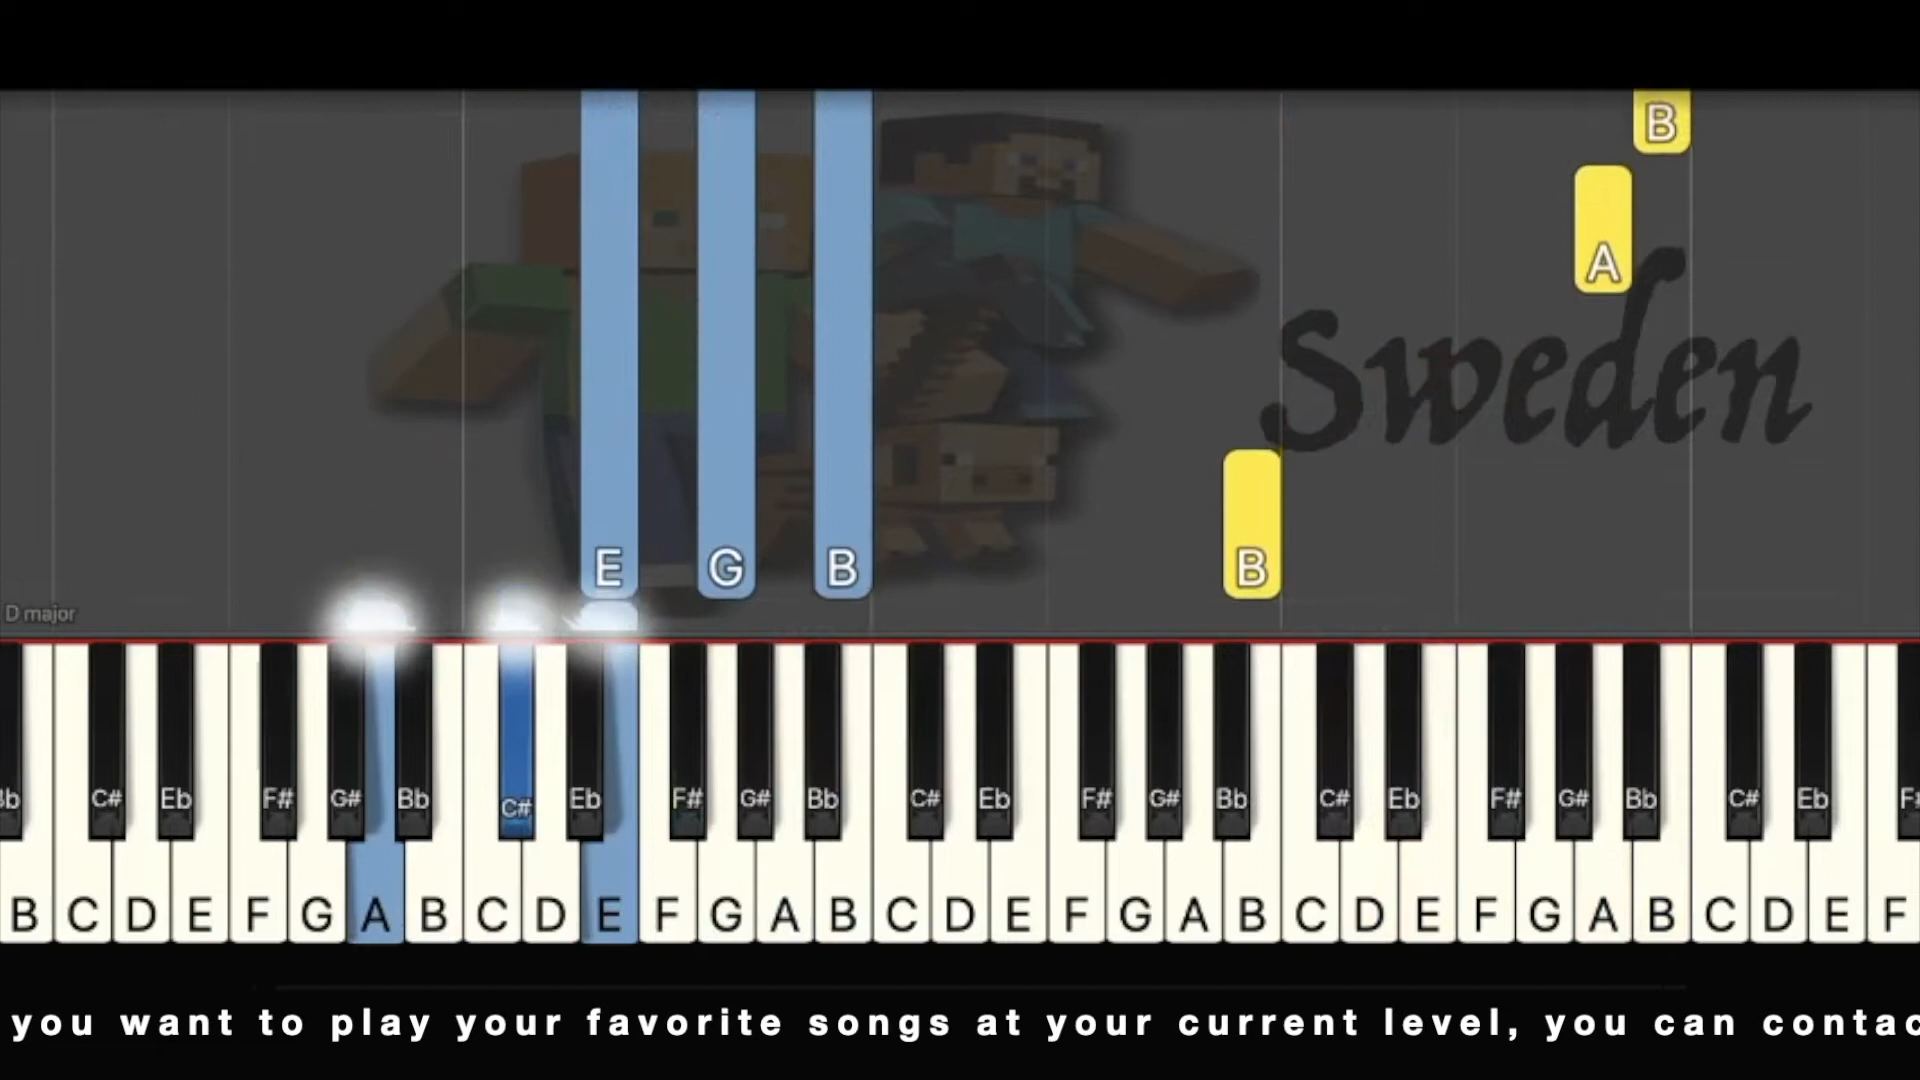 B
A
Sweden
E G B B
D major
Bb C# Eb F# G# Bb C# Eb F# G# Bb C# Eb F# G# Bb C# Eb F# G# Bb C# Eb F#
B C D E F G A B C D E F G A B C D E F G A B C D E F G A B C D E F
you want to play your favorite songs at your current level, you can contac